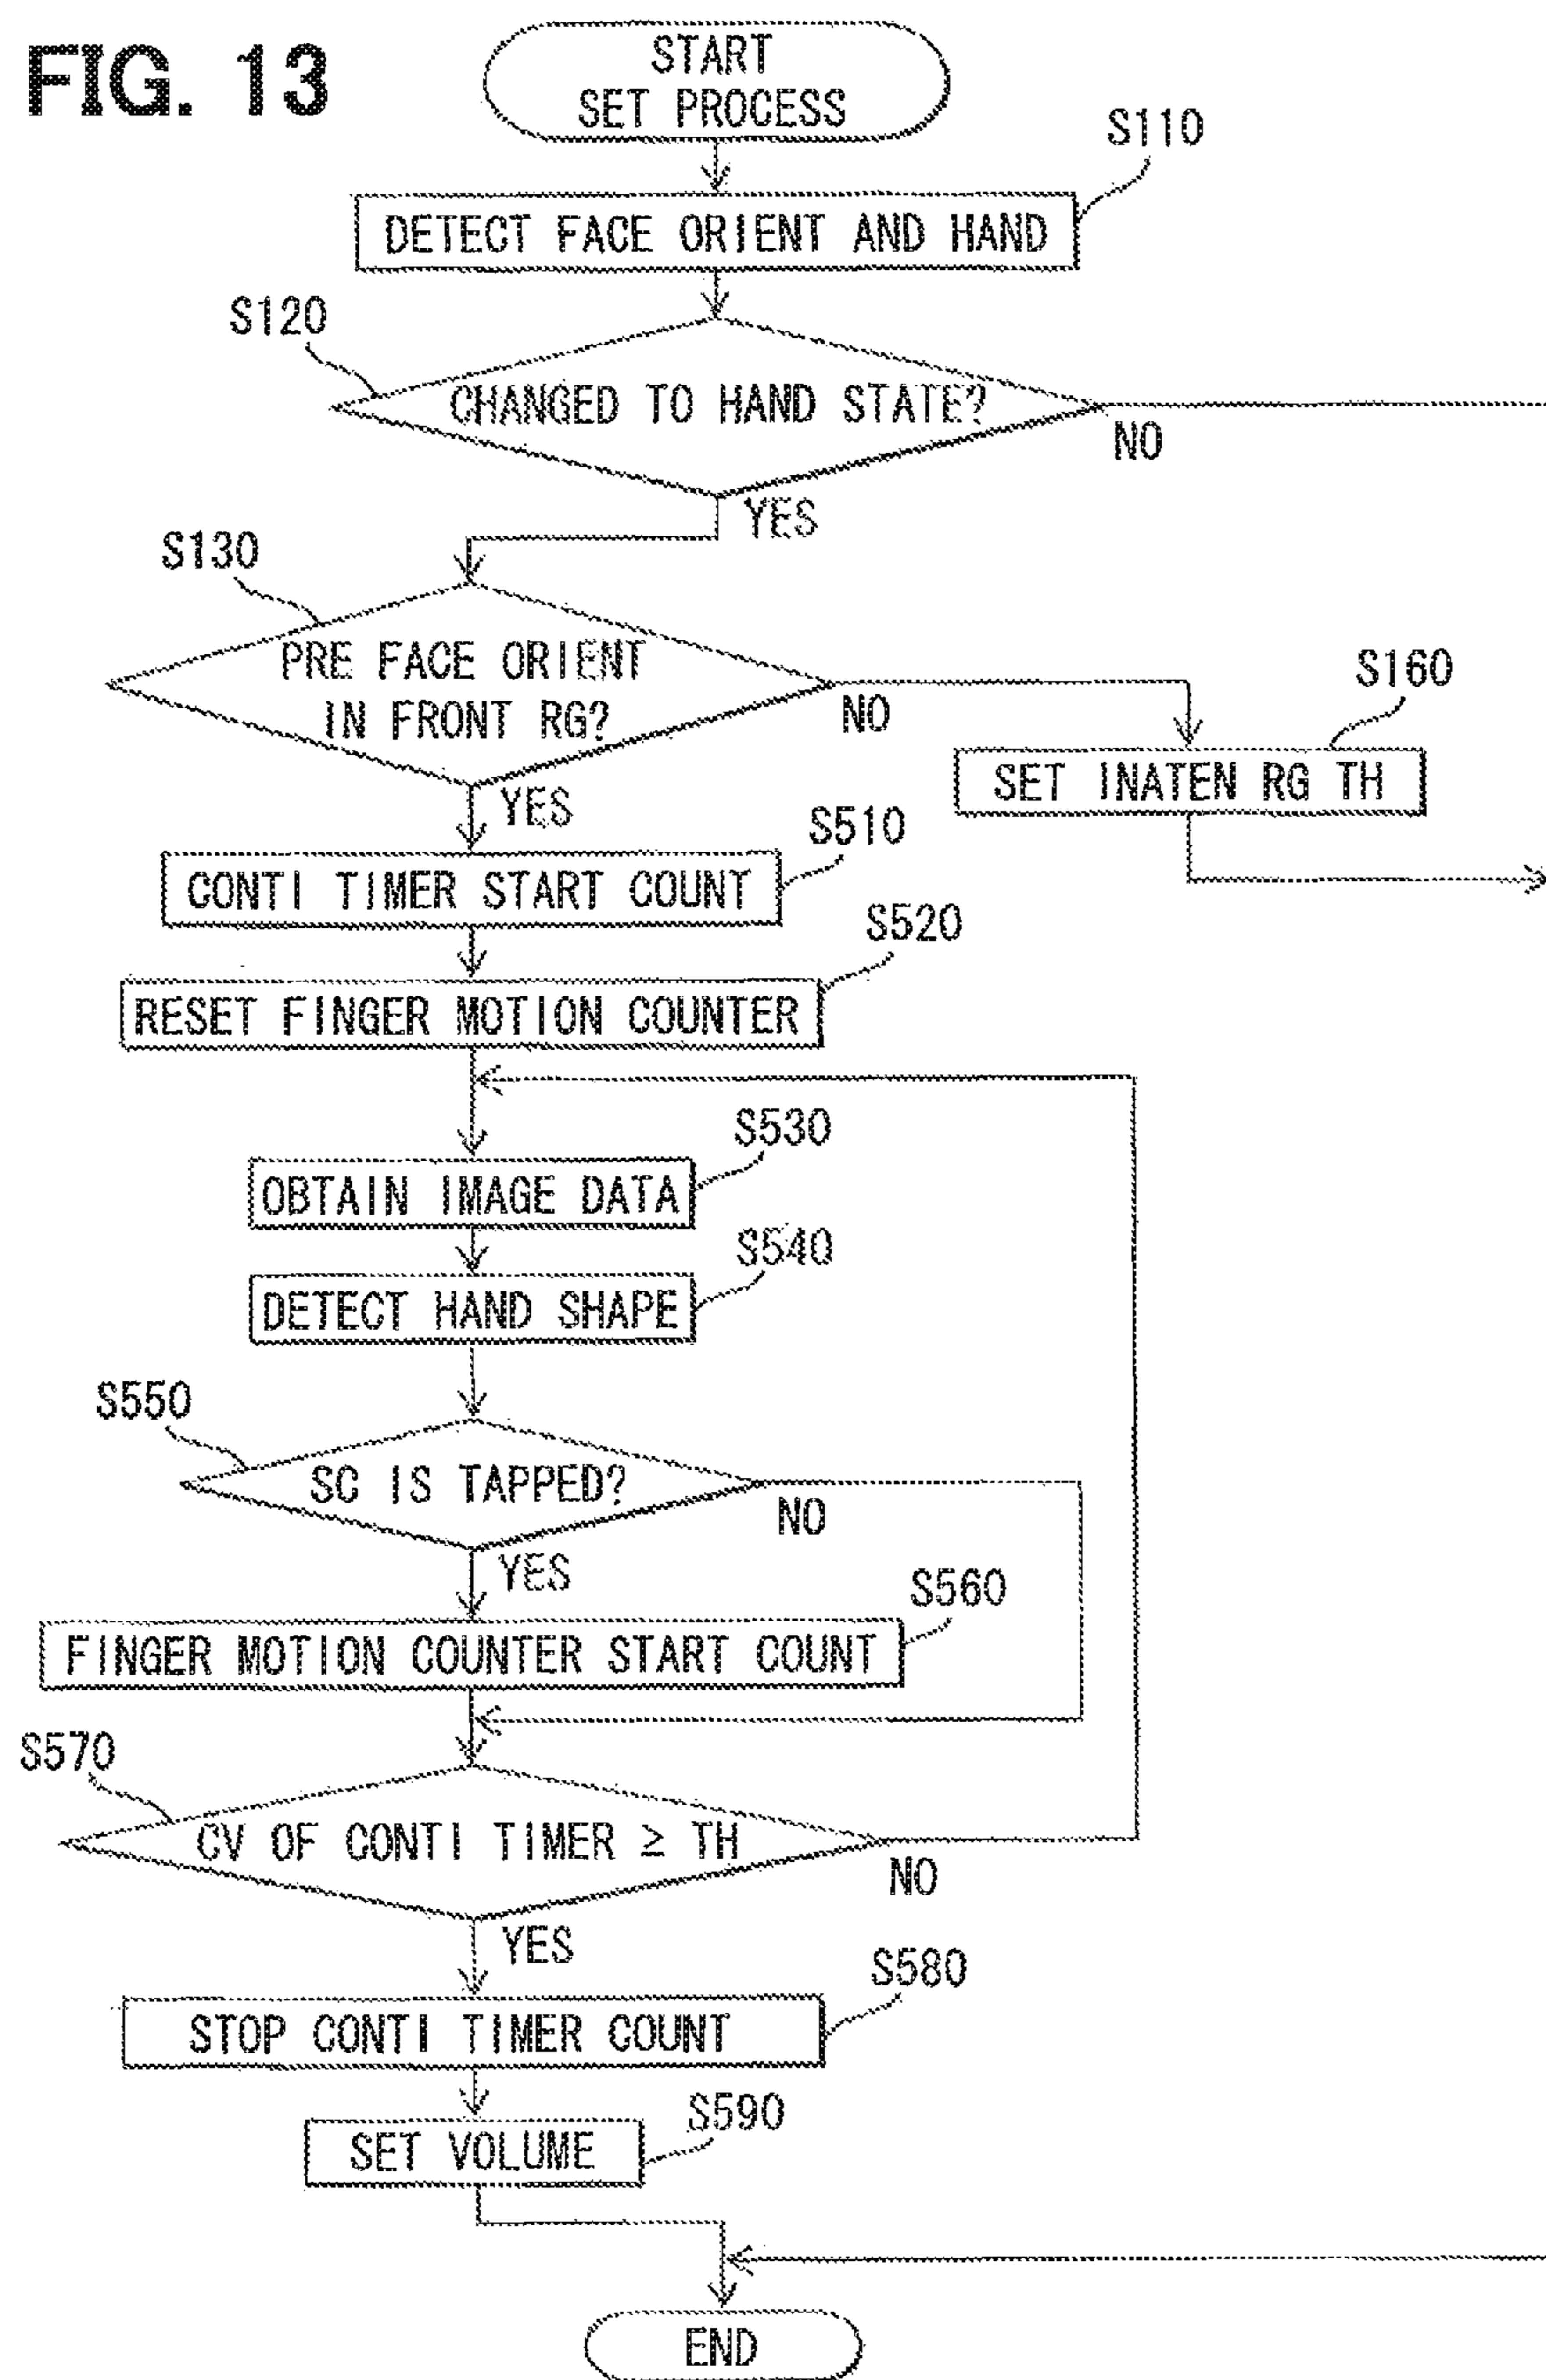 FIG. 13
START
SET PROCESS
S110
DETECT FACE ORIENT AND HAND
S120
CHANGED TO HAND STATE?
NO
YES
S130
PRE FACE ORIENT
IN FRONT RG?
NO
S160
SET INATEN RG TH
YES
S510
CONTI TIMER START COUNT
S520
RESET FINGER MOTION COUNTER
S530
OBTAIN IMAGE DATA
S540
DETECT HAND SHAPE
S550
SC IS TAPPED?
NO
YES
S560
FINGER MOTION COUNTER START COUNT
S570
CV OF CONTI TIMER ≥ TH
NO
YES
S580
STOP CONTI TIMER COUNT
S590
SET VOLUME
END